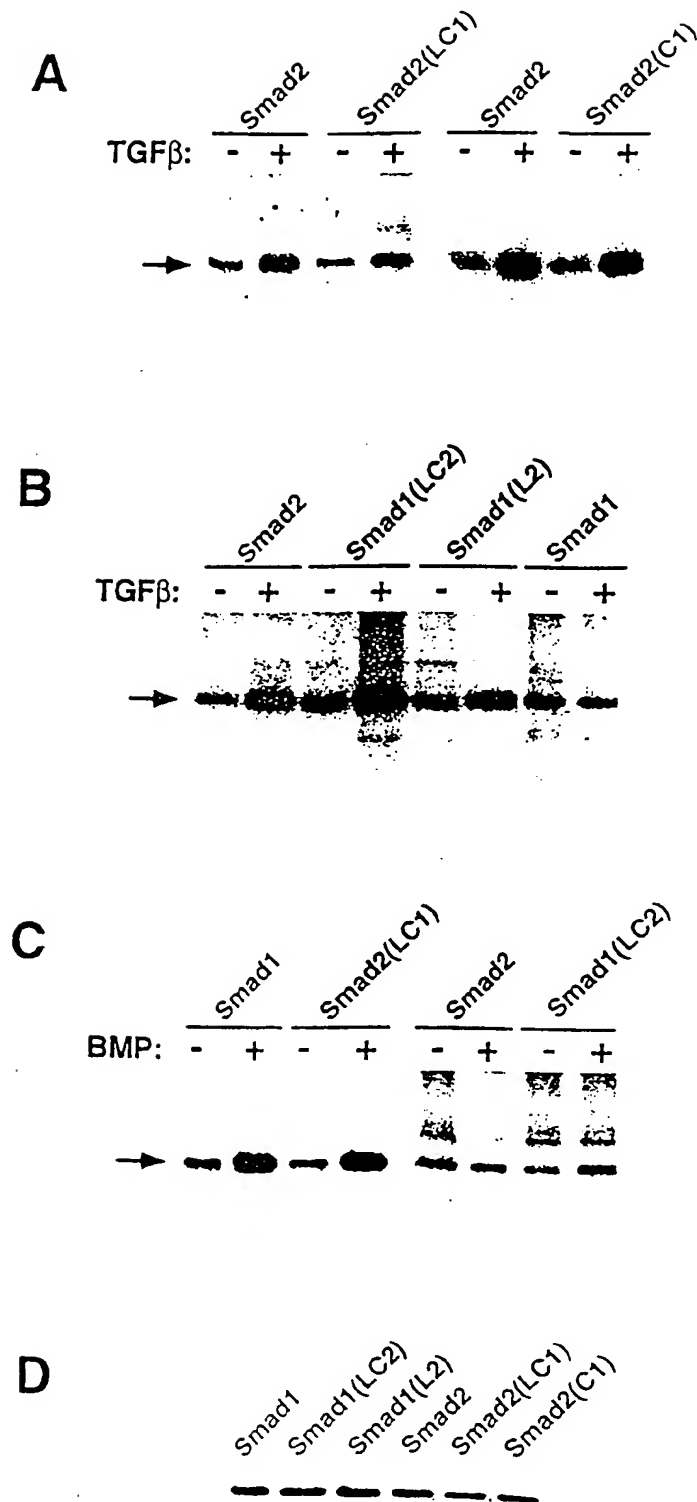 A
Smad2 Smad2(LC1) Smad2 Smad2(C1)
TGFβ: - + - + - + - +
B
Smad2 Smad1(LC2) Smad1(L2) Smad1
TGFβ: - + - + - + - +
C
Smad1 Smad2(LC1) Smad2 Smad1(LC2)
BMP: - + - + - + - +
D
Smad1 Smad1(LC2) Smad1(L2) Smad2 Smad2(LC1) Smad2(C1)